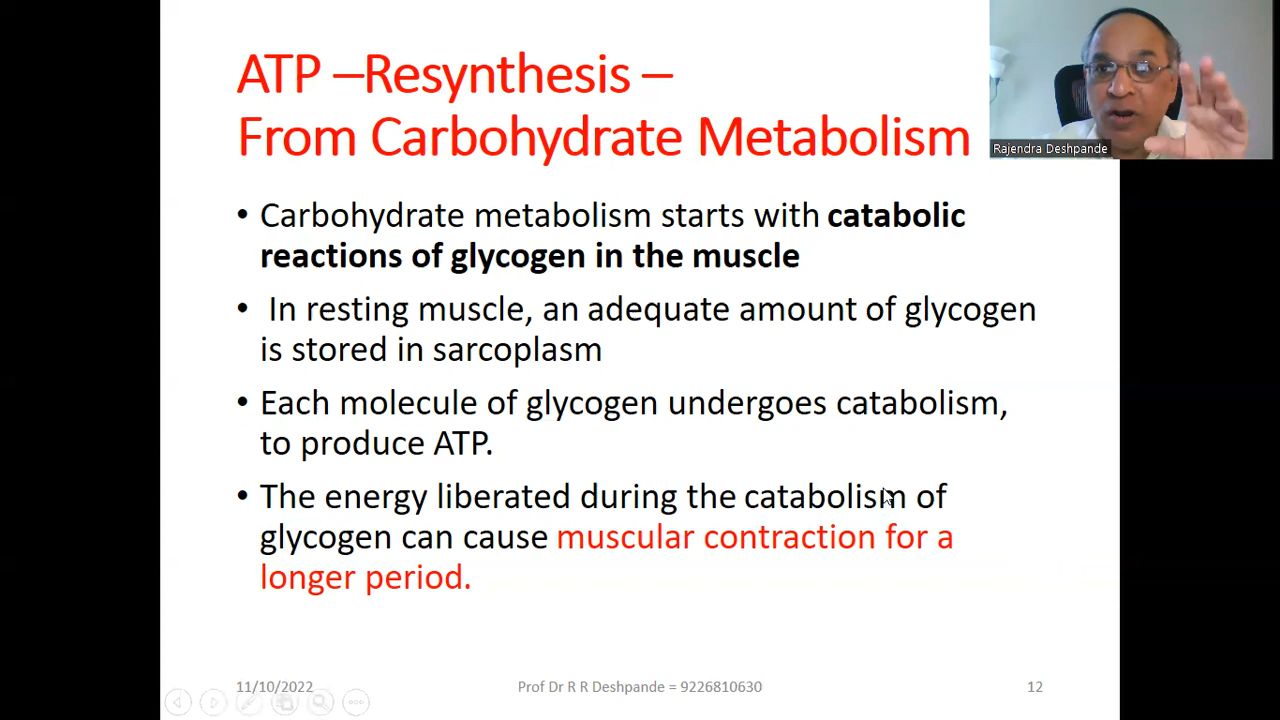 ATP –Resynthesis –
From Carbohydrate Metabolism
Rajendra Deshpande
• Carbohydrate metabolism starts with catabolic
reactions of glycogen in the muscle
• In resting muscle, an adequate amount of glycogen
is stored in sarcoplasm
• Each molecule of glycogen undergoes catabolism,
to produce ATP.
• The energy liberated during the catabolism of
glycogen can cause muscular contraction for a
longer period.
11/10/2022
Prof Dr R R Deshpande = 9226810630
12